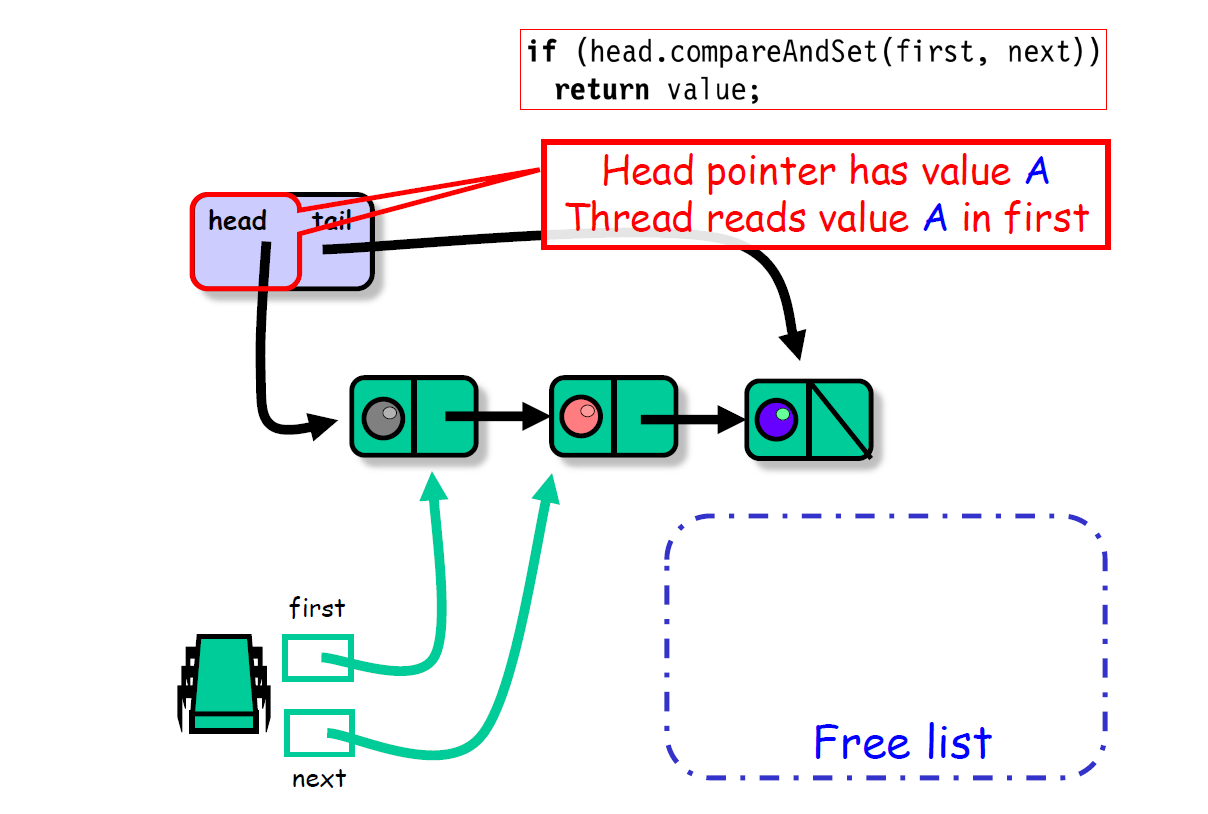 if (head.compareAndSet(first, next))
return value;
Head pointer has value A
Thread reads value A in first
head tail
first
next
Free list